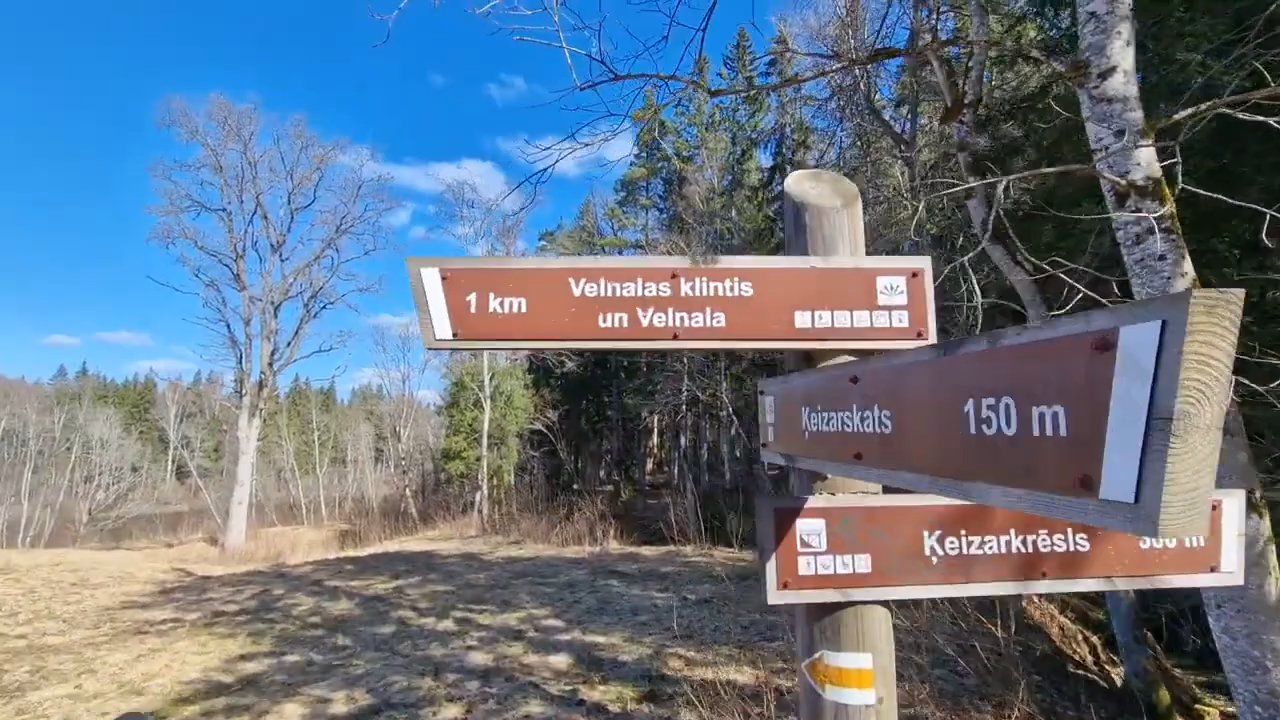 1 km
Velnalas klintis
un Velnala
Ķeizarskats
150 m
Ķeizarkrēsls